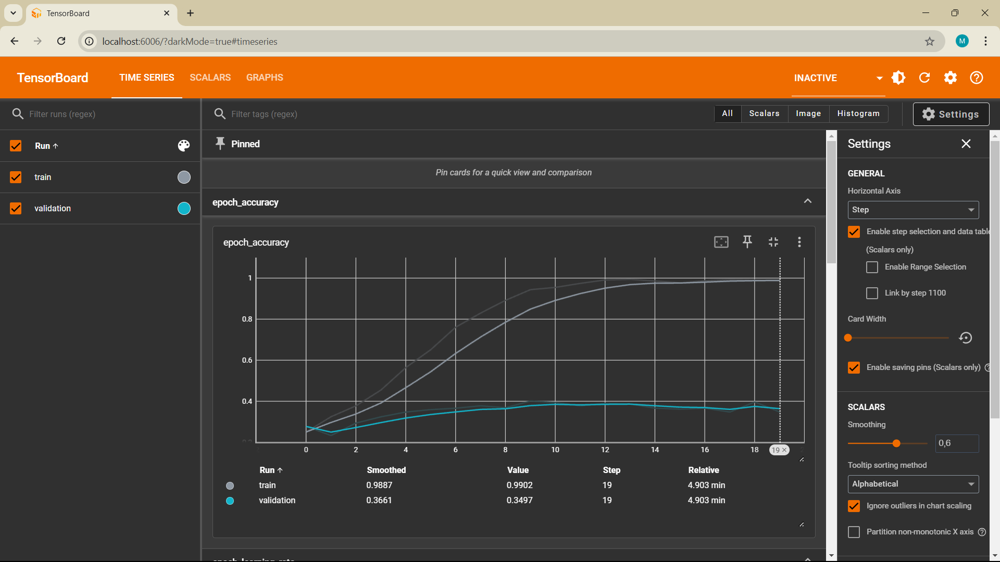 TensorBoard
localhost:6006/?darkMode=true#timeseries
M
TensorBoard
TIME SERIES
SCALARS
GRAPHS
INACTIVE
Filter runs (regex)
Filter tags (regex)
All
Scalars
Image
Histogram
Settings
Run
train
validation
Pinned
Pin cards for a quick view and comparison
epoch_accuracy
epoch_accuracy
1
0.8
0.6
0.4
0 2 4 6 8 10 12 14 16 18 19 ×
Run Smoothed Value Step Relative
train 0.9887 0.9902 19 4.903 min
validation 0.3661 0.3497 19 4.903 min
Settings
GENERAL
Horizontal Axis
Step
Enable step selection and data table
(Scalars only)
Enable Range Selection
Link by step 1100
Card Width
Enable saving pins (Scalars only)
SCALARS
Smoothing
0,6
Tooltip sorting method
Alphabetical
Ignore outliers in chart scaling
Partition non-monotonic X axis